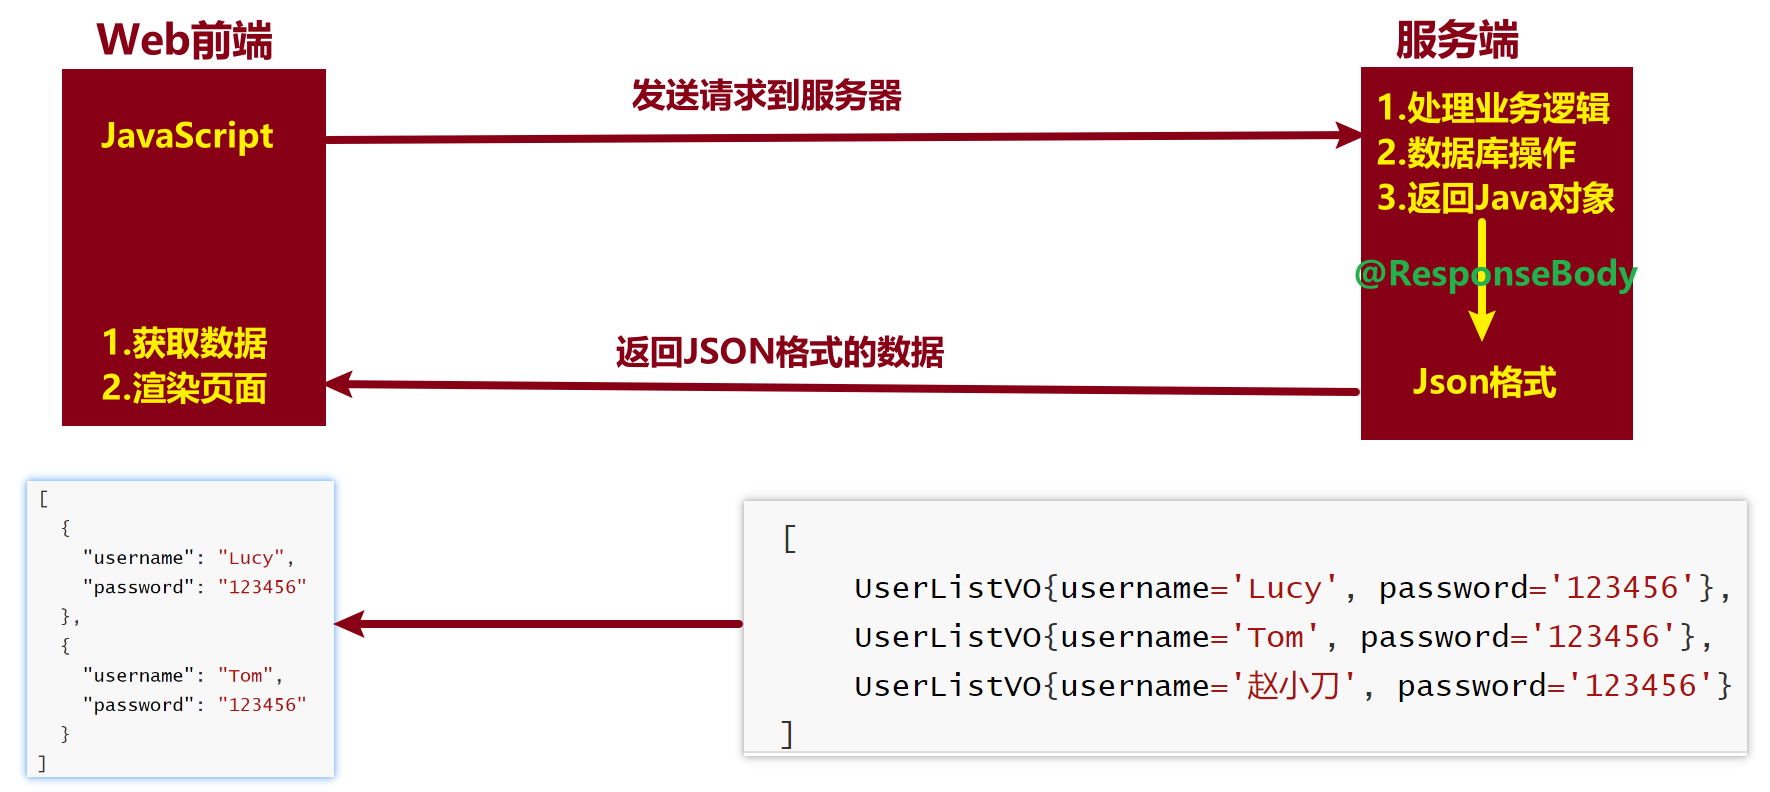 Web前端
服务端
JavaScript
发送请求到服务器
1.处理业务逻辑
2.数据库操作
3.返回Java对象
@ResponseBody
Json格式
返回JSON格式的数据
1.获取数据
2.渲染页面
[
{
"username": "Lucy",
"password": "123456"
},
{
"username": "Tom",
"password": "123456"
}
]
[
UserListVO{username='Lucy', password='123456'},
UserListVO{username='Tom', password='123456'},
UserListVO{username='赵小刀', password='123456'}
]